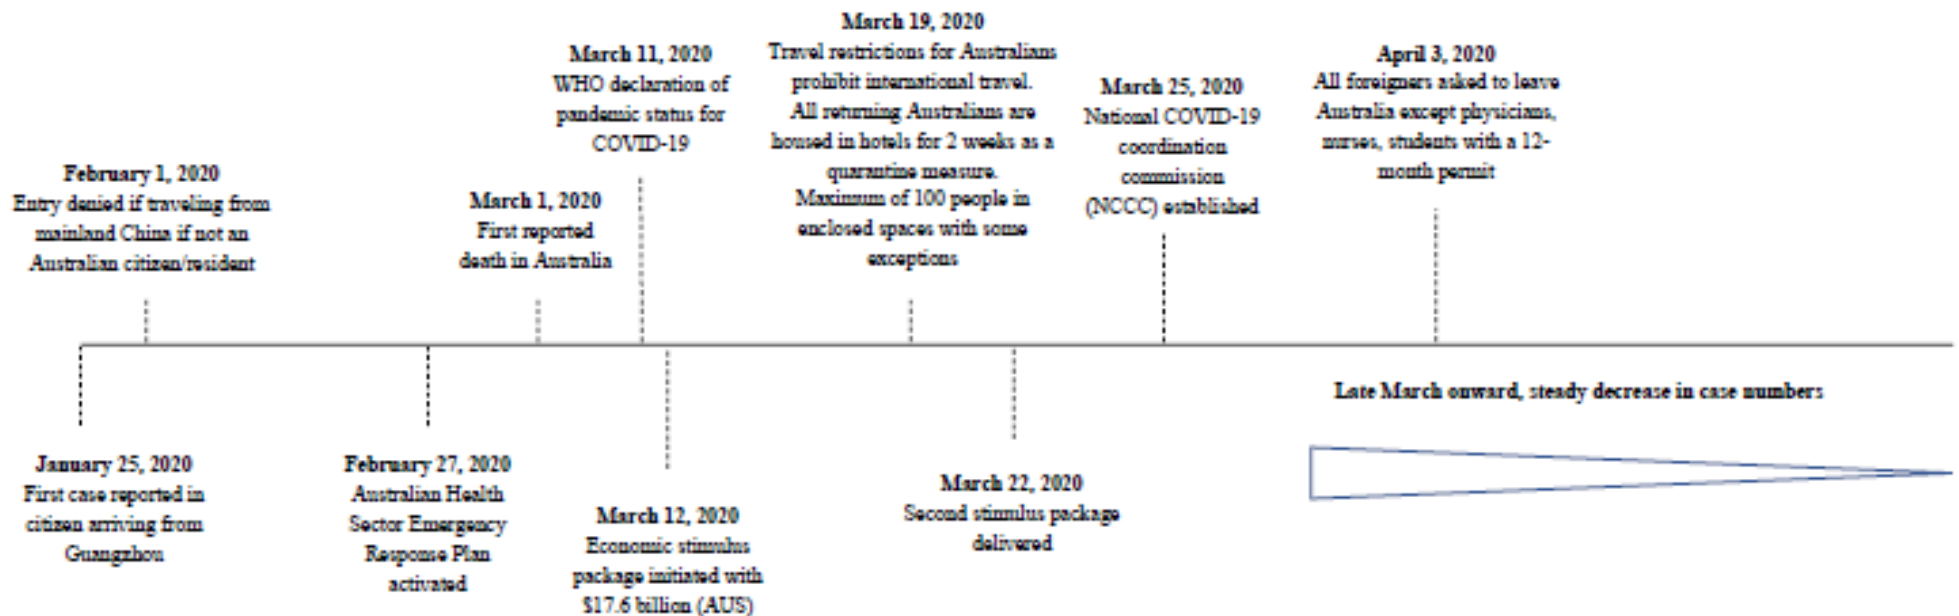 February 1, 2020
Entry denied if traveling from
mainland China if not an
Australian citizen/resident
March 1, 2020
First reported
death in Australia
March 11, 2020
WHO declaration of
pandemic status for
COVID-19
March 19, 2020
Travel restrictions for Australians
prohibit international travel.
All returning Australians are
housed in hotels for 2 weeks as a
quarantine measure.
Maximum of 100 people in
enclosed spaces with some
exceptions
March 25, 2020
National COVID-19
coordination
commission
(NCCC) established
April 3, 2020
All foreigners asked to leave
Australia except physicians,
nurses, students with a 12-
month permit
Late March onward, steady decrease in case numbers
January 25, 2020
First case reported in
citizen arriving from
Guangzhou
February 27, 2020
Australian Health
Sector Emergency
Response Plan
activated
March 12, 2020
Economic stimulus
package initiated with
$17.6 billion (AUS)
March 22, 2020
Second stimulus package
delivered